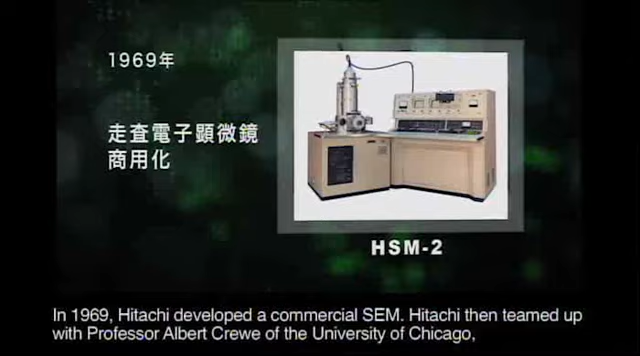 1969年
走査電子顕微鏡
商用化
HSM-2
In 1969, Hitachi developed a commercial SEM. Hitachi then teamed up
with Professor Albert Crewe of the University of Chicago,